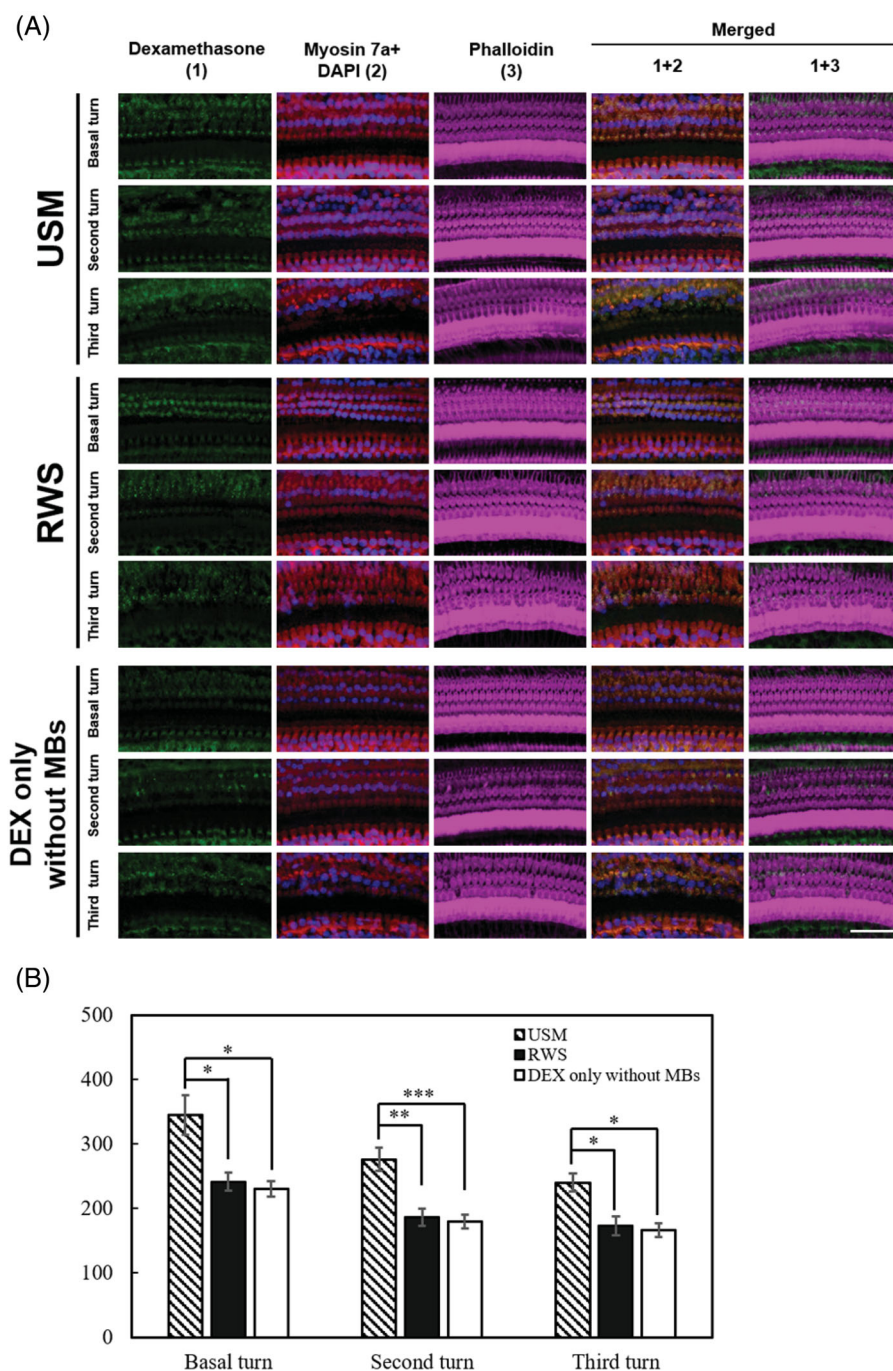 (A)
Merged
Dexamethasone
(1)
Myosin 7a+
DAPI (2)
Phalloidin
(3)
1+2
1+3
USM
Basal turn
Second turn
Third turn
RWS
Basal turn
Second turn
Third turn
DEX only
without MBs
Basal turn
Second turn
Third turn
(B)
500
400
300
200
100
0
USM
RWS
DEX only without MBs
*
*
***
**
*
*
Basal turn
Second turn
Third turn